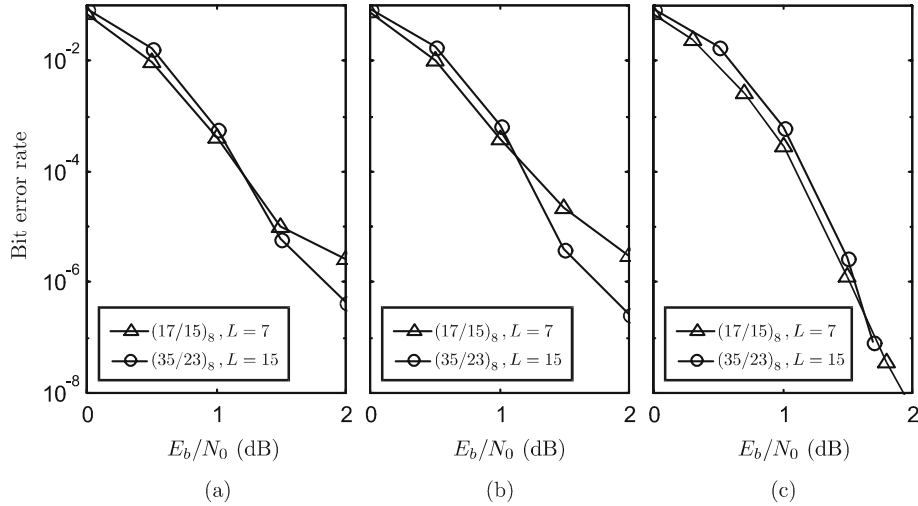 Bit error rate
10^-2
10^-4
10^-6
10^-8
(17/15)_8, L = 7
(35/23)_8, L = 15
0 1 2
E_b/N_0 (dB)
(a)
(17/15)_8, L = 7
(35/23)_8, L = 15
0 1 2
E_b/N_0 (dB)
(b)
(17/15)_8, L = 7
(35/23)_8, L = 15
0 1 2
E_b/N_0 (dB)
(c)